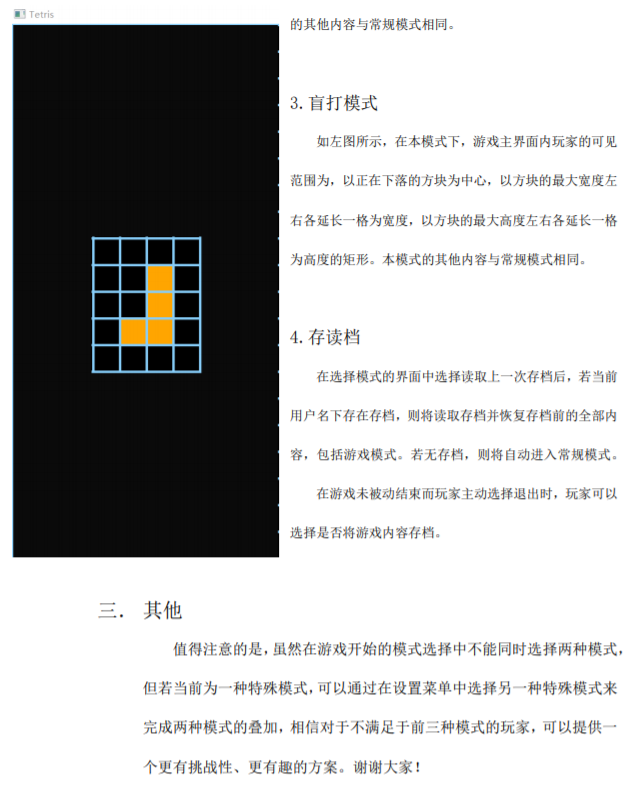 Tetris
的其他内容与常规模式相同。
3.盲打模式
如左图所示，在本模式下，游戏主界面内玩家的可见
范围为，以正在下落的方块为中心，以方块的最大宽度左
右各延长一格为宽度，以方块的最大高度左右各延长一格
为高度的矩形。本模式的其他内容与常规模式相同。
4.存读档
在选择模式的界面中选择读取上一次存档后，若当前
用户名下存在存档，则将读取存档并恢复存档前的全部内
容，包括游戏模式。若无存档，则将自动进入常规模式。
在游戏未被动结束而玩家主动选择退出时，玩家可以
选择是否将游戏内容存档。
三. 其他
值得注意的是，虽然在游戏开始的模式选择中不能同时选择两种模式，
但若当前为一种特殊模式，可以通过在设置菜单中选择另一种特殊模式来
完成两种模式的叠加，相信对于不满足于前三种模式的玩家，可以提供一
个更有挑战性、更有趣的方案。谢谢大家！